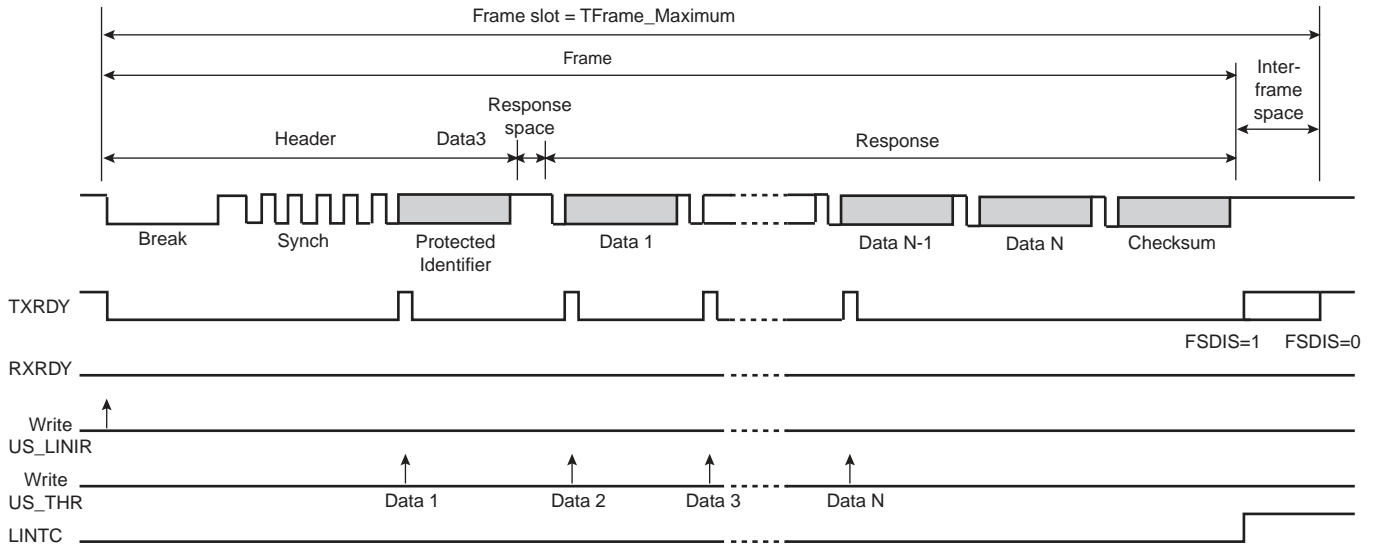 Frame slot = TFrame_Maximum
Frame
Inter-
frame
space
Response
space
Header
Data3
Response
Break
Synch
Protected
Identifier
Data 1
Data N-1
Data N
Checksum
TXRDY
FSDIS=1
FSDIS=0
RXRDY
Write
US_LINIR
Write
US_THR
Data 1
Data 2
Data 3
Data N
LINTC